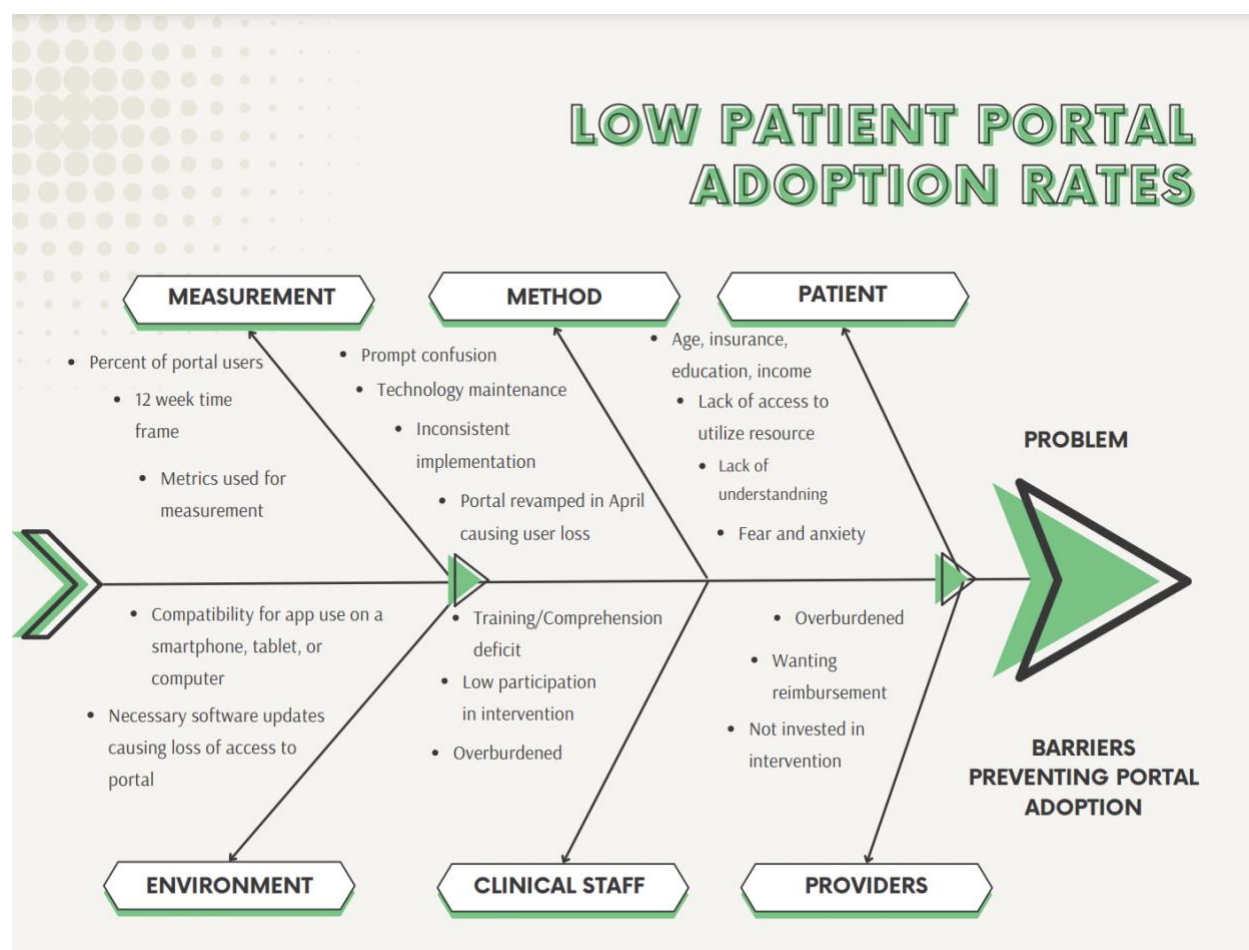 LOW PATIENT PORTAL
ADOPTION RATES
MEASUREMENT
• Percent of portal users
• 12 week time
frame
• Metrics used for
measurement
METHOD
• Prompt confusion
• Technology maintenance
• Inconsistent
implementation
• Portal revamped in April
causing user loss
PATIENT
• Age, insurance,
education, income
• Lack of access to
utilize resource
• Lack of
understandning
• Fear and anxiety
PROBLEM
• Compatibility for app use on a
smartphone, tablet, or
computer
• Necessary software updates
causing loss of access to
portal
ENVIRONMENT
• Training/Comprehension
deficit
• Low participation
in intervention
• Overburdened
CLINICAL STAFF
• Overburdened
• Wanting
reimbursement
• Not invested in
intervention
PROVIDERS
BARRIERS
PREVENTING PORTAL
ADOPTION